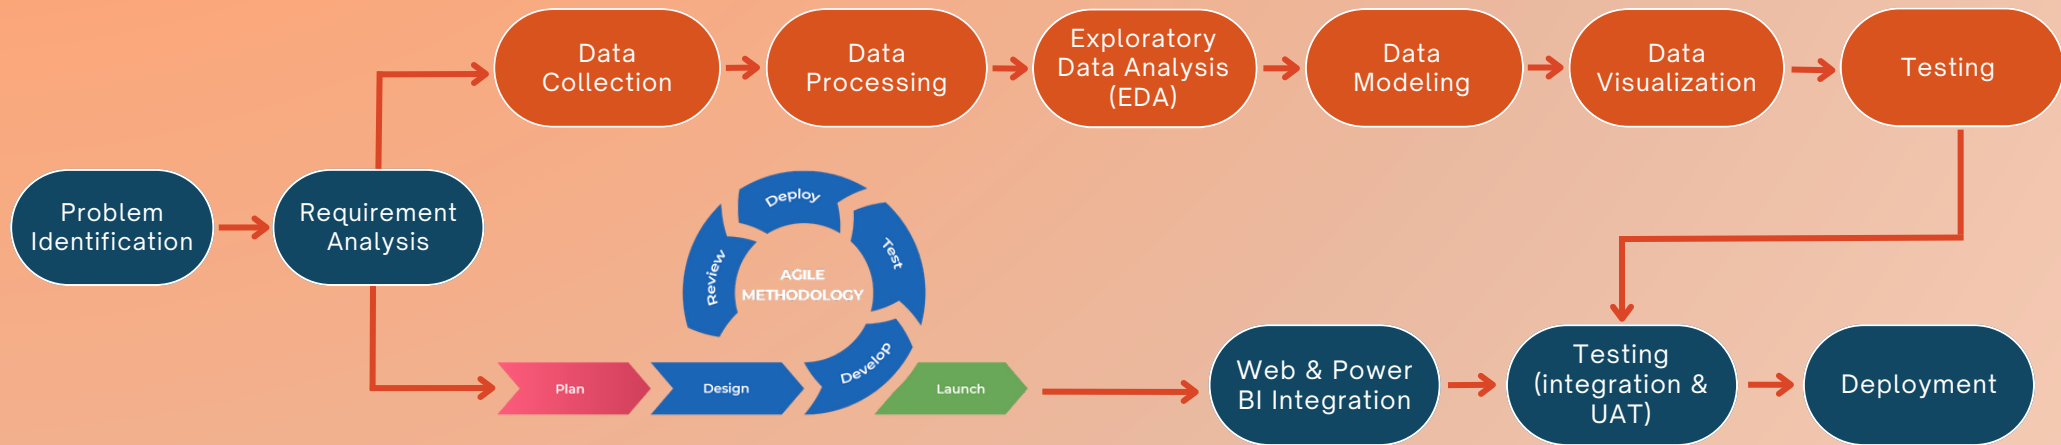 Data
Collection
Data
Processing
Exploratory
Data Analysis
(EDA)
Data
Modeling
Data
Visualization
Testing
Problem
Identification
Requirement
Analysis
Deploy
Test
Review
AGILE
METHODOLOGY
Develop
Plan
Design
Launch
Web & Power
BI Integration
Testing
(integration &
UAT)
Deployment